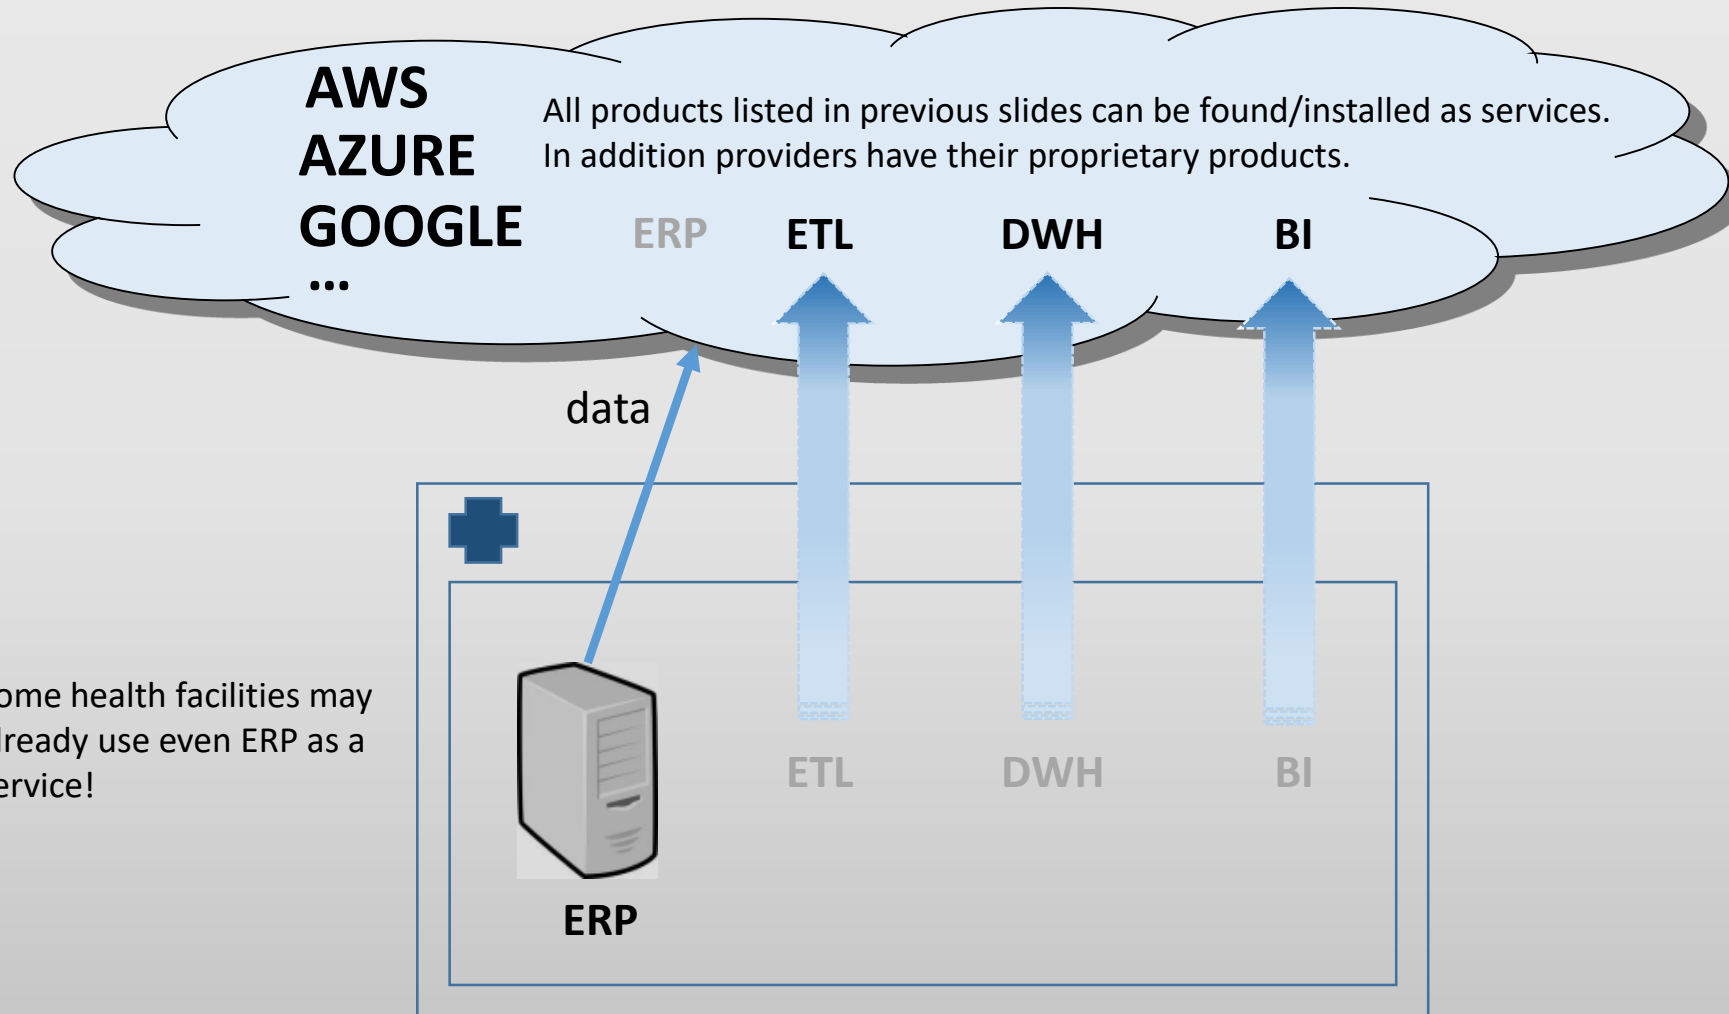 AWS
AZURE
GOOGLE
...
All products listed in previous slides can be found/installed as services.
In addition providers have their proprietary products.
ERP ETL DWH BI
data
ome health facilities may
lready use even ERP as a
ervice!
ETL DWH BI
ERP